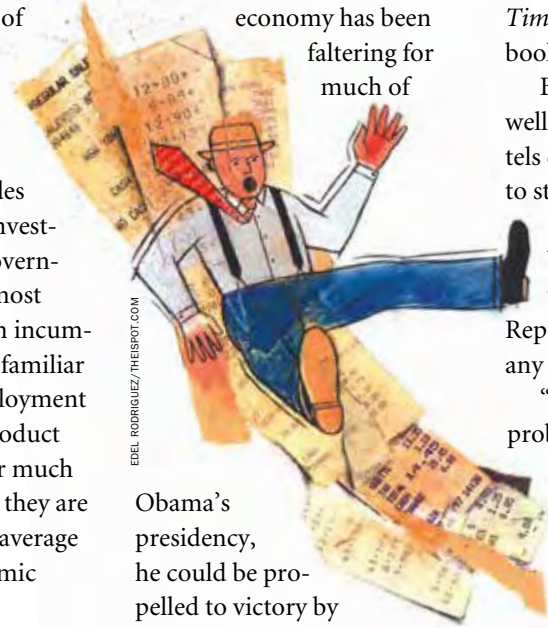 of
les
nvest-
overn-
nost
n incum-
familiar
loyment
oduct
r much
they are
average
mic
economy has been
faltering for
much of
EDEL RODRIGUEZ/THEISPOT.COM
Obama's
presidency,
he could be pro-
pelled to victory by
Tim
book
well
tels
to st
Rep
any
“
prob